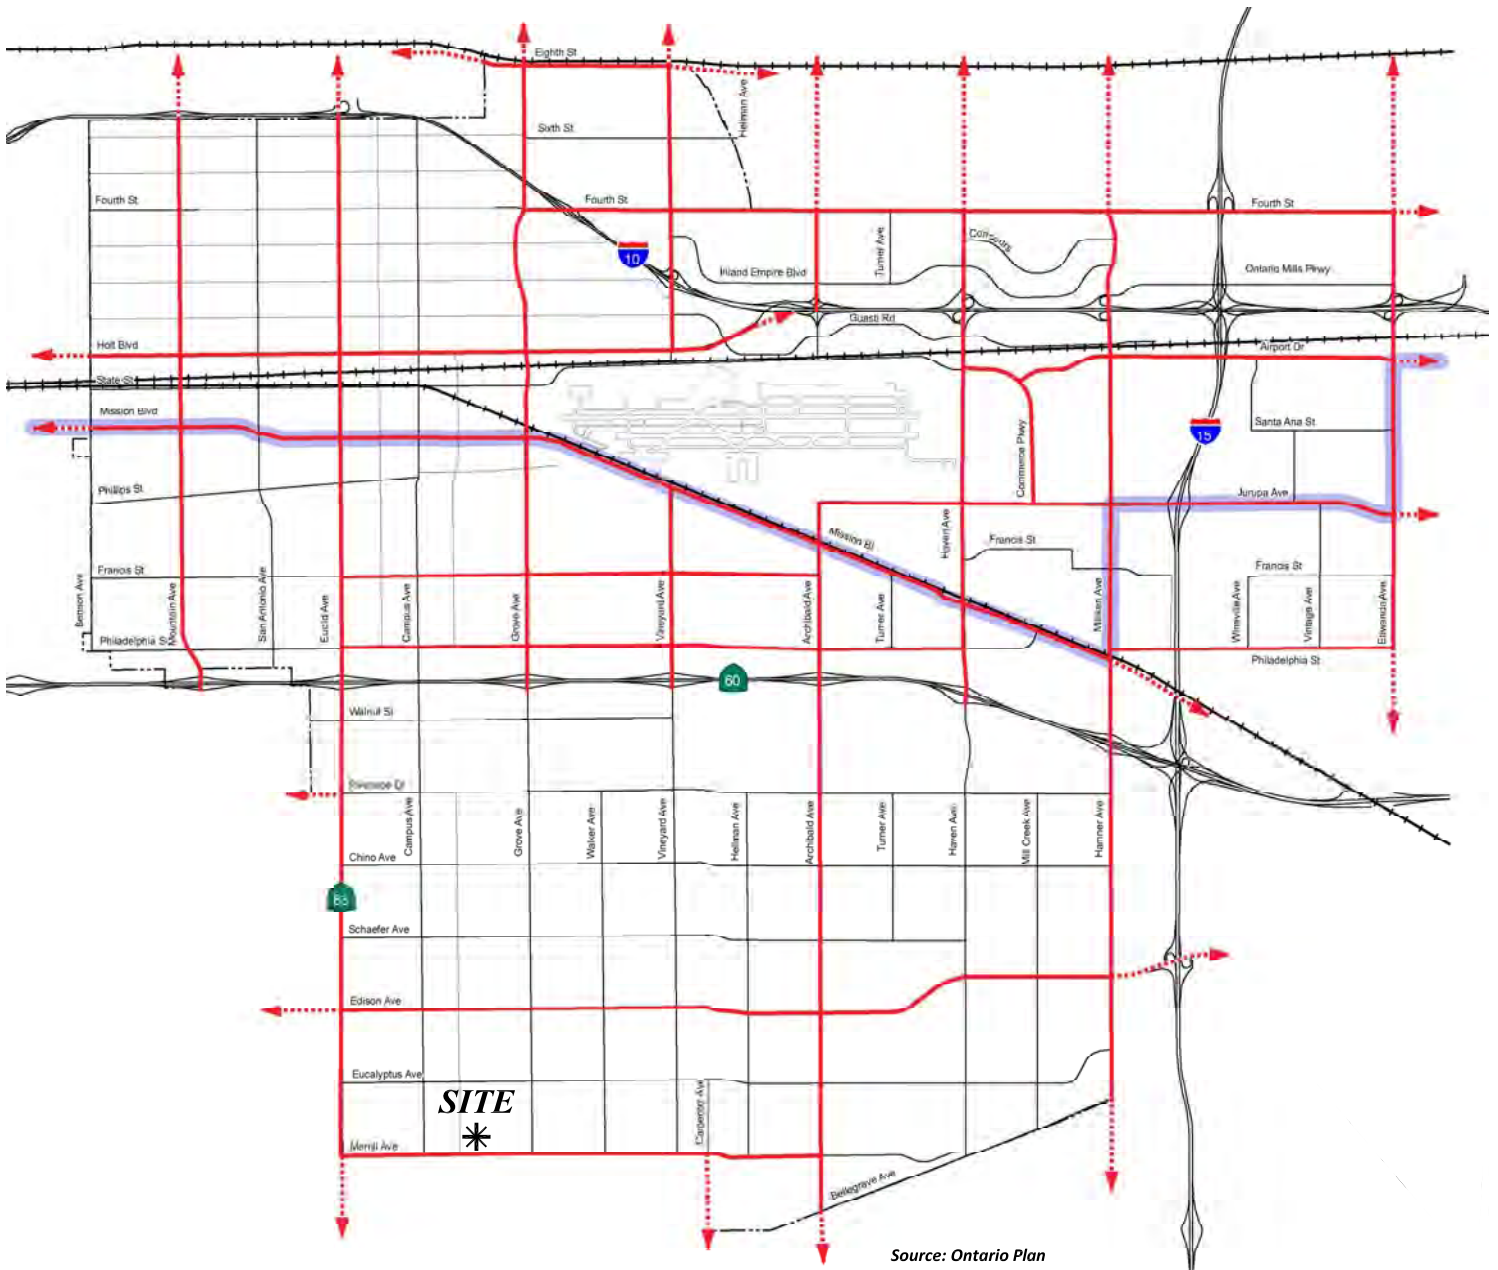 Eighth St
Hellman Ave
Sixth St
Fourth St
Fourth St
Fourth St
Turner Ave
10
Inland Empire Blvd
Ontario Mills Pkwy
Guasti Rd
Holt Blvd
Airport Dr
State St
Mission Blvd
Santa Ana St
15
Commerce Pkwy
Phillips St
Jurupa Ave
Mission Bl
Haven Ave
Francis St
Francis St
Francis St
Benson Ave
Mountain Ave
San Antonio Ave
Euclid Ave
Campus Ave
Grove Ave
Vineyard Ave
Archibald Ave
Turner Ave
Milliken Ave
Wineville Ave
Vintage Ave
Etiwanda Ave
Philadelphia St
Philadelphia St
60
Walnut St
Riverside Dr
Campus Ave
Grove Ave
Walker Ave
Vineyard Ave
Hellman Ave
Archibald Ave
Turner Ave
Haven Ave
Mill Creek Ave
Hamner Ave
Chino Ave
83
Schaefer Ave
Edison Ave
Eucalyptus Ave
SITE
Carpenter Ave
Merrill Ave
Bellegrave Ave
Source: Ontario Plan